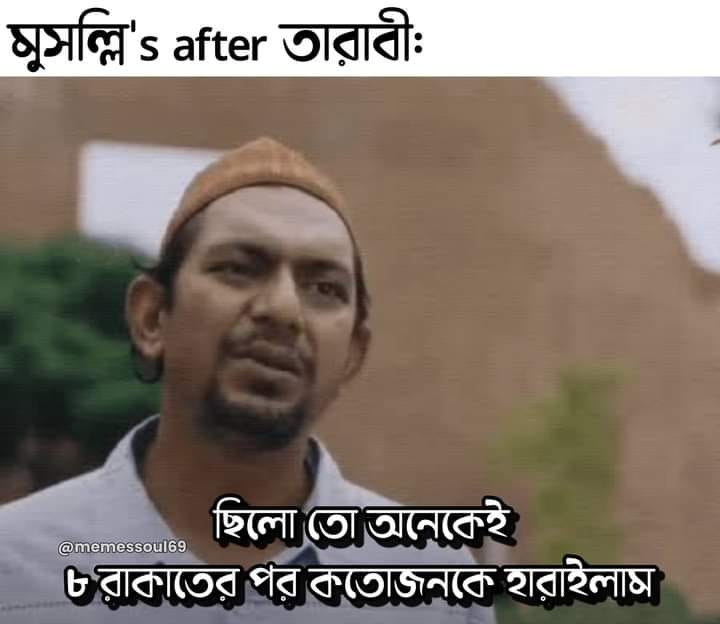 মুসল্লি's after তারাবীঃ
ছিলো তো অনেকেই
@memessoul69
৮ রাকাতের পর কতোজনকে হারাইলাম